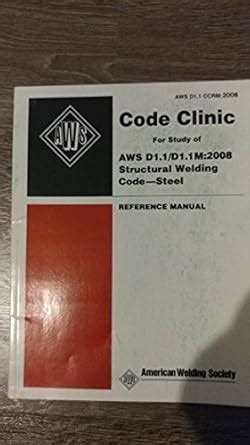 AWS D1.1 CCRM:2008
AWS
Code Clinic
For Study of
AWS D1.1/D1.1M:2008
Structural Welding
Code—Steel
REFERENCE MANUAL
AWS
American Welding Society